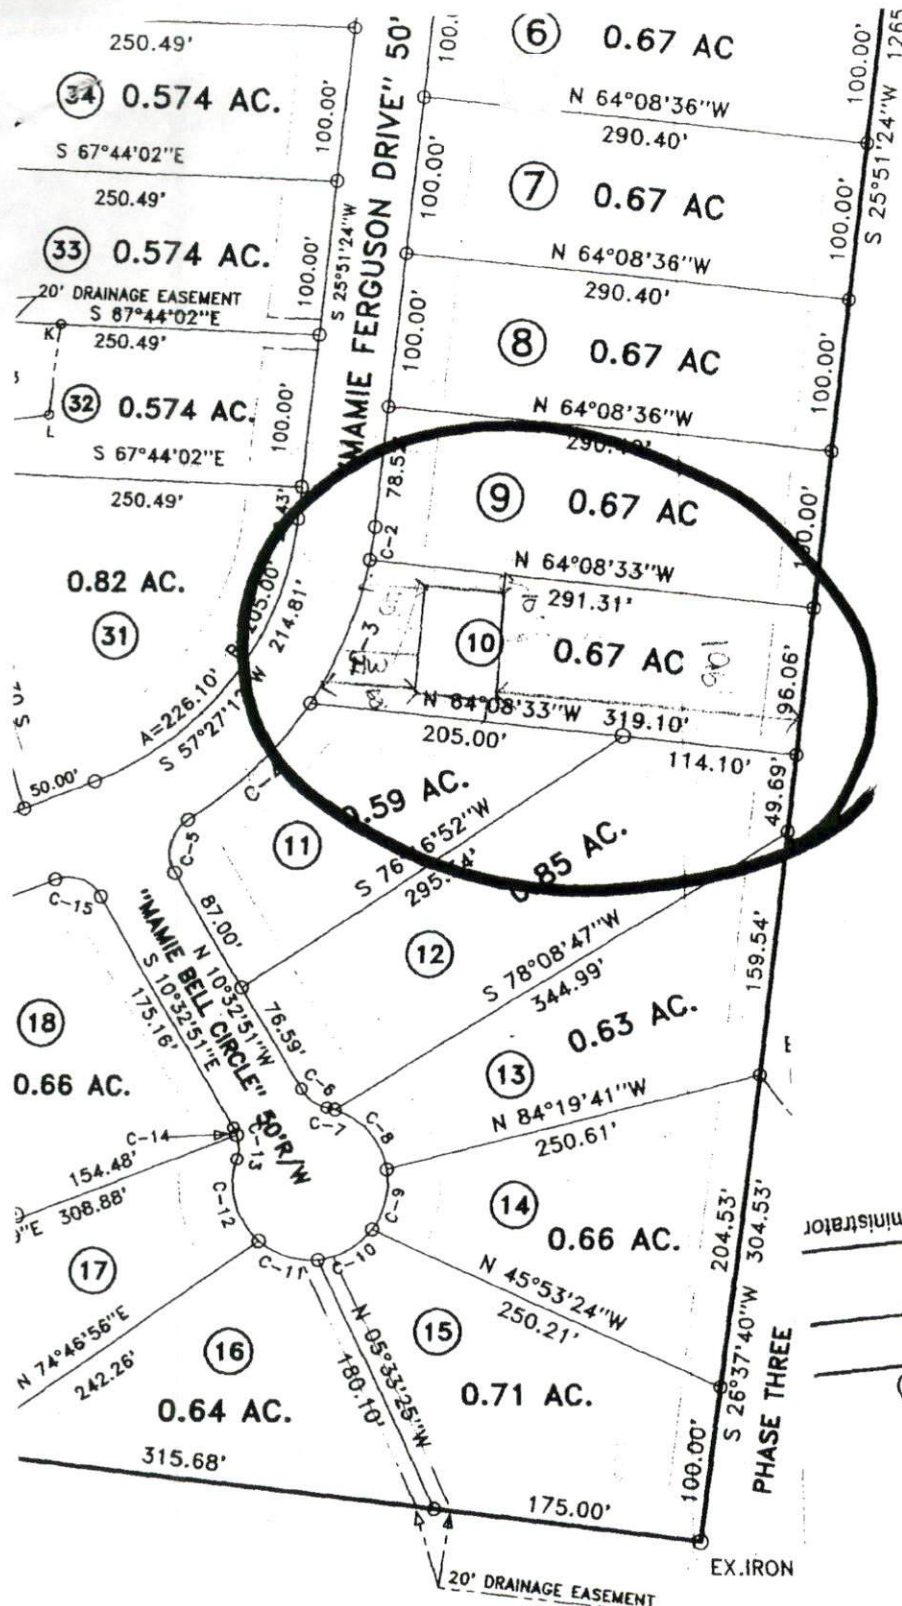 250.49'
34 0.574 AC.
S 67°44'02"E
250.49'
100.00'
33 0.574 AC.
20' DRAINAGE EASEMENT
S 67°44'02"E
250.49'
100.00'
K
L
32 0.574 AC.
S 67°44'02"E
250.49'
100.00'
S 25°51'24"W
"MAMIE FERGUSON DRIVE" 50'
6 0.67 AC
N 64°08'36"W
290.40'
100.00'
S 25°51'24"W
7 0.67 AC
N 64°08'36"W
290.40'
100.00'
100.00'
8 0.67 AC
N 64°08'36"W
290.40'
100.00'
100.00'
78.52'
C-2
9 0.67 AC
100.00'
N 64°08'33"W
291.31'
10 0.67 AC
96.06'
N 64°08'33"W 319.10'
205.00'
114.10'
49.69'
0.82 AC.
31
205.00'
214.81'
A=226.10'
50.00'
0.59 AC.
11
C-5
295.
0.85 AC.
12
87.00'
76.59'
N 10°32'51"W
"MAMIE BELL CIRCLE" 50'R/W
S 10°32'51"E
175.16'
C-15
S 78°08'47"W
344.99'
159.54'
0.63 AC.
13
C-6
C-7
C-8
N 84°19'41"W
250.61'
18
0.66 AC.
C-14
C-13
154.48'
308.88'
C-12
C-9
C-10
C-11
14
0.66 AC.
204.53'
304.53'
N 45°53'24"W
250.21'
17
N 74°46'56"E
242.26'
16
0.64 AC.
N 05°33'25"W
180.10'
15
0.71 AC.
S 26°37'40"W
PHASE THREE
100.00'
315.68'
175.00'
EX.IRON
20' DRAINAGE EASEMENT